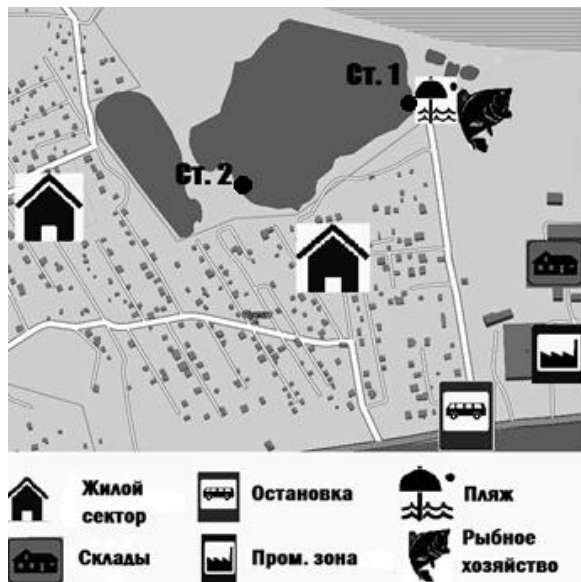 Ст. 1
Ст. 2
Жилой
сектор
Остановка
Пляж
Склады
Пром. зона
Рыбное
хозяйство